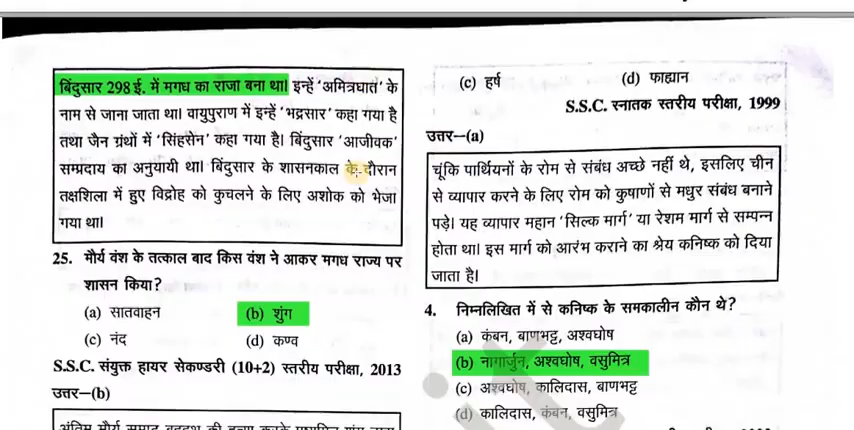 बिंदुसार 298 ई. में मगध का राजा बना था। इन्हें ‘अमित्रघात’ के
नाम से जाना जाता था। वायुपुराण में इन्हें ‘भद्रसार’ कहा गया है
तथा जैन ग्रंथों में ‘सिंहसेन’ कहा गया है। बिंदुसार ‘आजीवक’
सम्प्रदाय का अनुयायी था। बिंदुसार के शासनकाल के दौरान
तक्षशिला में हुए विद्रोह को कुचलने के लिए अशोक को भेजा
गया था।
25. मौर्य वंश के तत्काल बाद किस वंश ने आकर मगध राज्य पर
शासन किया?
(a) सातवाहन (b) शुंग
(c) नंद (d) कण्व
S.S.C. संयुक्त हायर सेकण्डरी (10+2) स्तरीय परीक्षा, 2013
उत्तर—(b)
(c) हर्ष (d) फाह्यान
S.S.C. स्नातक स्तरीय परीक्षा, 1999
उत्तर—(a)
चूंकि पार्थियनों के रोम से संबंध अच्छे नहीं थे, इसलिए चीन
से व्यापार करने के लिए रोम को कुषाणों से मधुर संबंध बनाने
पड़े। यह व्यापार महान ‘सिल्क मार्ग’ या रेशम मार्ग से सम्पन्न
होता था। इस मार्ग को आरंभ कराने का श्रेय कनिष्क को दिया
जाता है।
4. निम्नलिखित में से कनिष्क के समकालीन कौन थे?
(a) कंबन, बाणभट्ट, अश्वघोष
(b) नागार्जुन, अश्वघोष, वसुमित्र
(c) अश्वघोष, कालिदास, बाणभट्ट
(d) कालिदास, कंबन, वसुमित्र